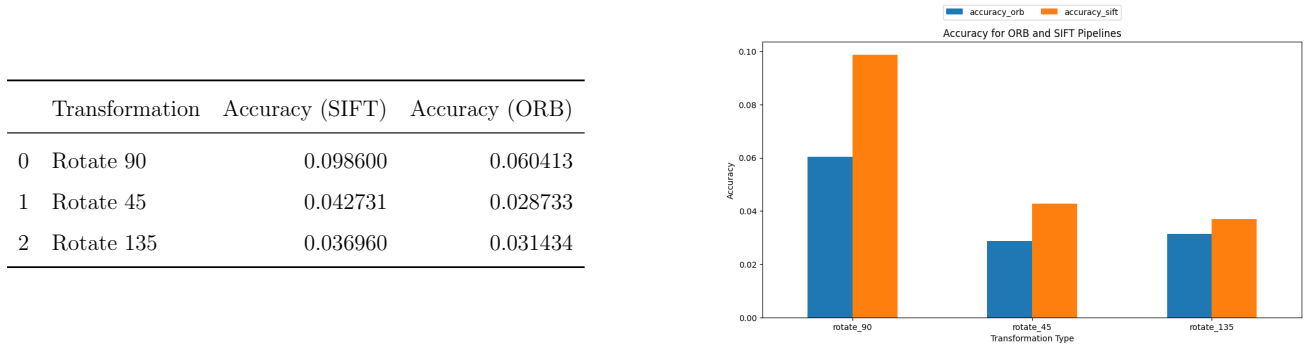 Transformation Accuracy (SIFT) Accuracy (ORB)
0 Rotate 90 0.098600 0.060413
1 Rotate 45 0.042731 0.028733
2 Rotate 135 0.036960 0.031434
accuracy_orb accuracy_sift
Accuracy for ORB and SIFT Pipelines
0.10
0.08
0.06
0.04
0.02
0.00
Accuracy
rotate_90 rotate_45 rotate_135
Transformation Type